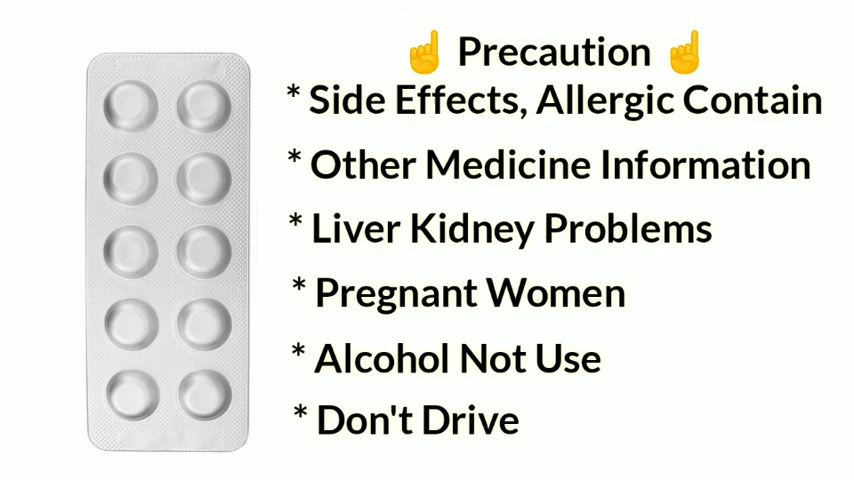 ☝ Precaution ☝
* Side Effects, Allergic Contain
* Other Medicine Information
* Liver Kidney Problems
* Pregnant Women
* Alcohol Not Use
* Don't Drive